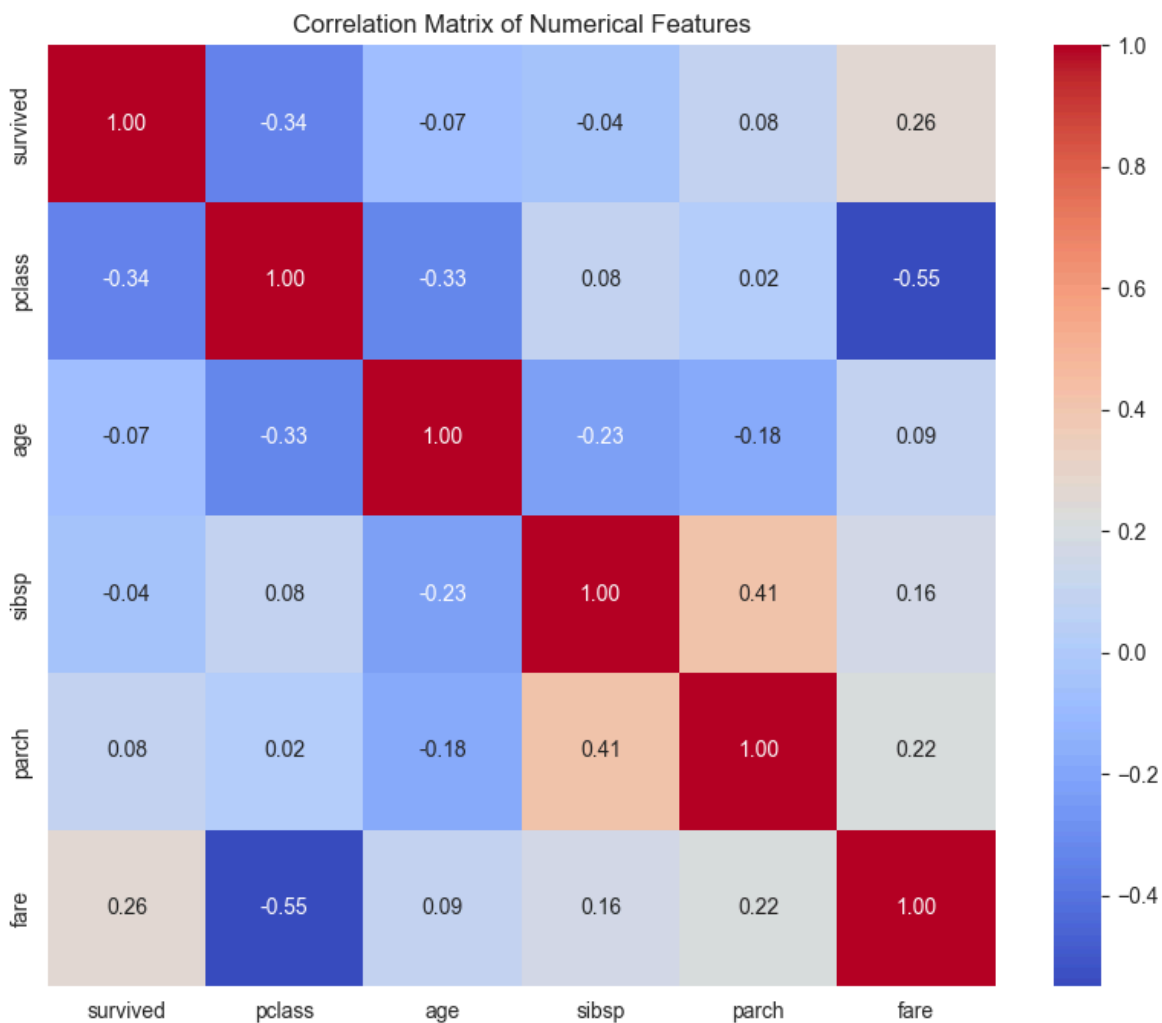 Correlation Matrix of Numerical Features
survived 1.00 -0.34 -0.07 -0.04 0.08 0.26
pclass -0.34 1.00 -0.33 0.08 0.02 -0.55
age -0.07 -0.33 1.00 -0.23 -0.18 0.09
sibsp -0.04 0.08 -0.23 1.00 0.41 0.16
parch 0.08 0.02 -0.18 0.41 1.00 0.22
fare 0.26 -0.55 0.09 0.16 0.22 1.00
survived pclass age sibsp parch fare
1.0
0.8
0.6
0.4
0.2
0.0
−0.2
−0.4